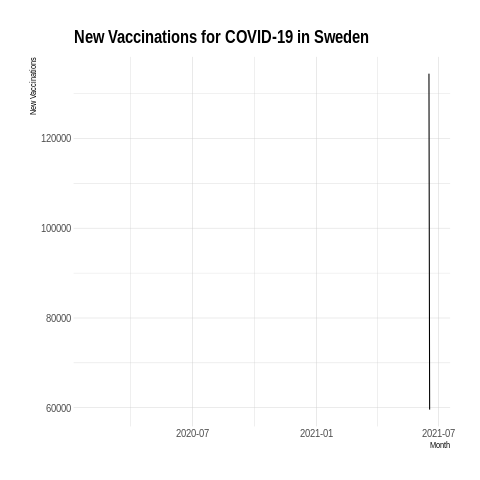 New Vaccinations for COVID-19 in Sweden
New Vaccinations
120000
100000
80000
60000
2020-07
2021-01
2021-07
Month